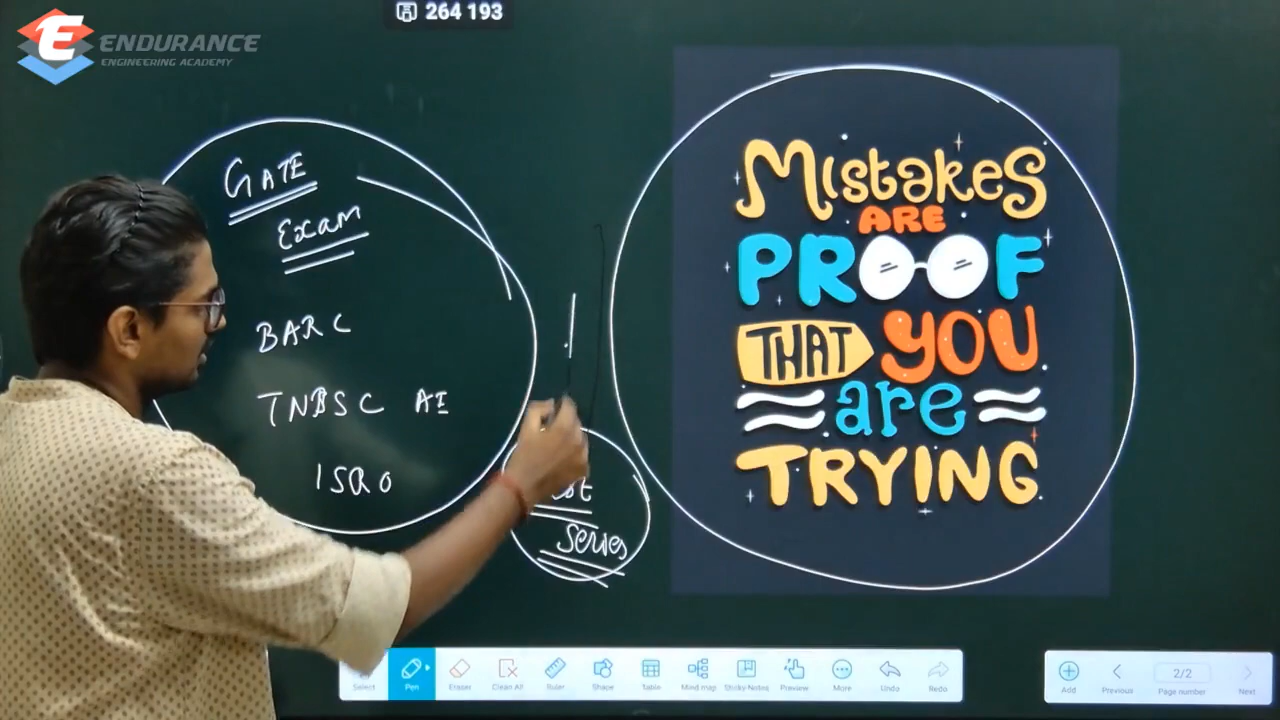 ENDURANCE
ENGINEERING ACADEMY
264 193
GATE
Exam
BARC
TNBSC AE
ISRO
Series
Mistakes
ARE
PROOF
THAT YOU
are
TRYING
Select
Pen
Eraser
Clean All
Ruler
Shape
Table
Mind map
Sticky Notes
Preview
More
Undo
Redo
Add
Previous
2/2
Page number
Next